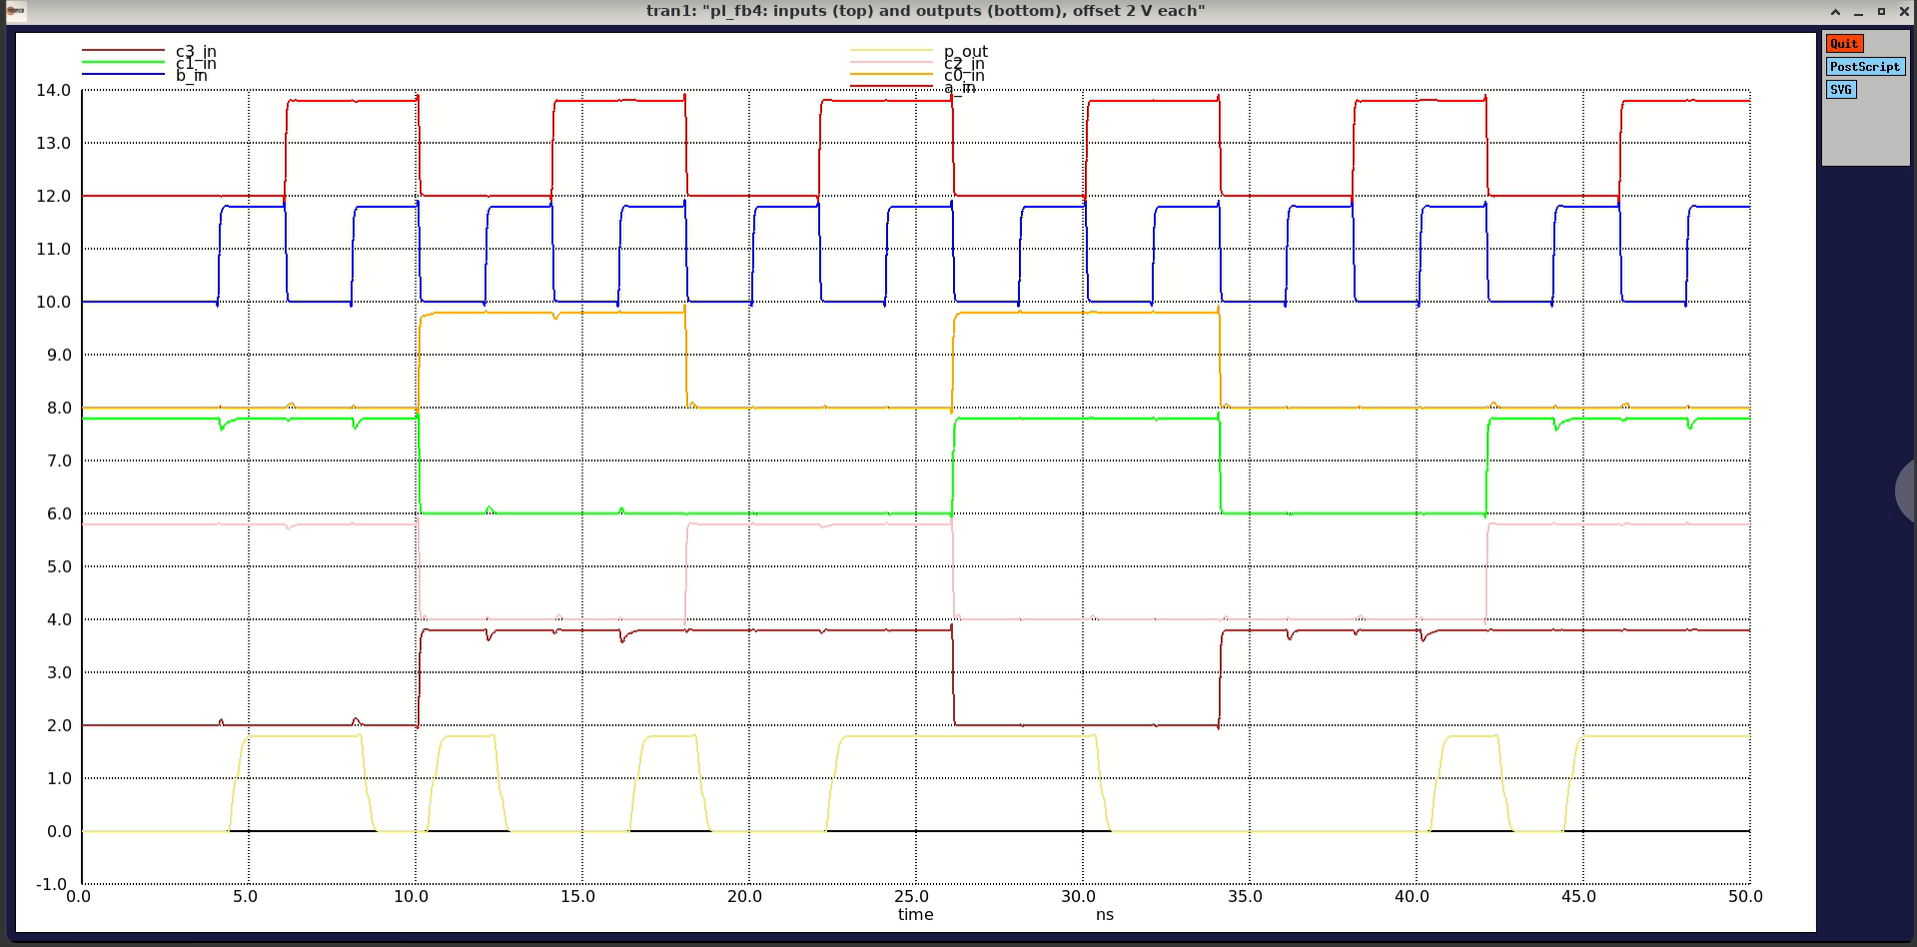 tran1: "pl_fb4: inputs (top) and outputs (bottom), offset 2 V each"
Quit
PostScript
SVG
c3_in
p_out
c1_in
c2_in
b_in
c0_in
a_in
14.0
13.0
12.0
11.0
10.0
9.0
8.0
7.0
6.0
5.0
4.0
3.0
2.0
1.0
0.0
-1.0
0.0 5.0 10.0 15.0 20.0 25.0 30.0 35.0 40.0 45.0 50.0
time ns